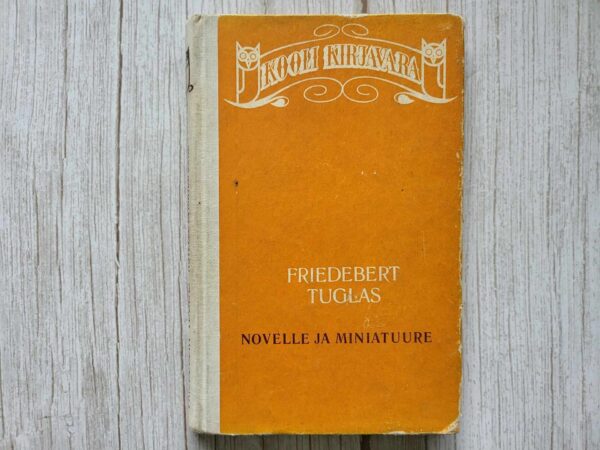 KOOLI KIRJAVARA
FRIEDEBERT
TUGLAS
NOVELLE JA MINIATUURE